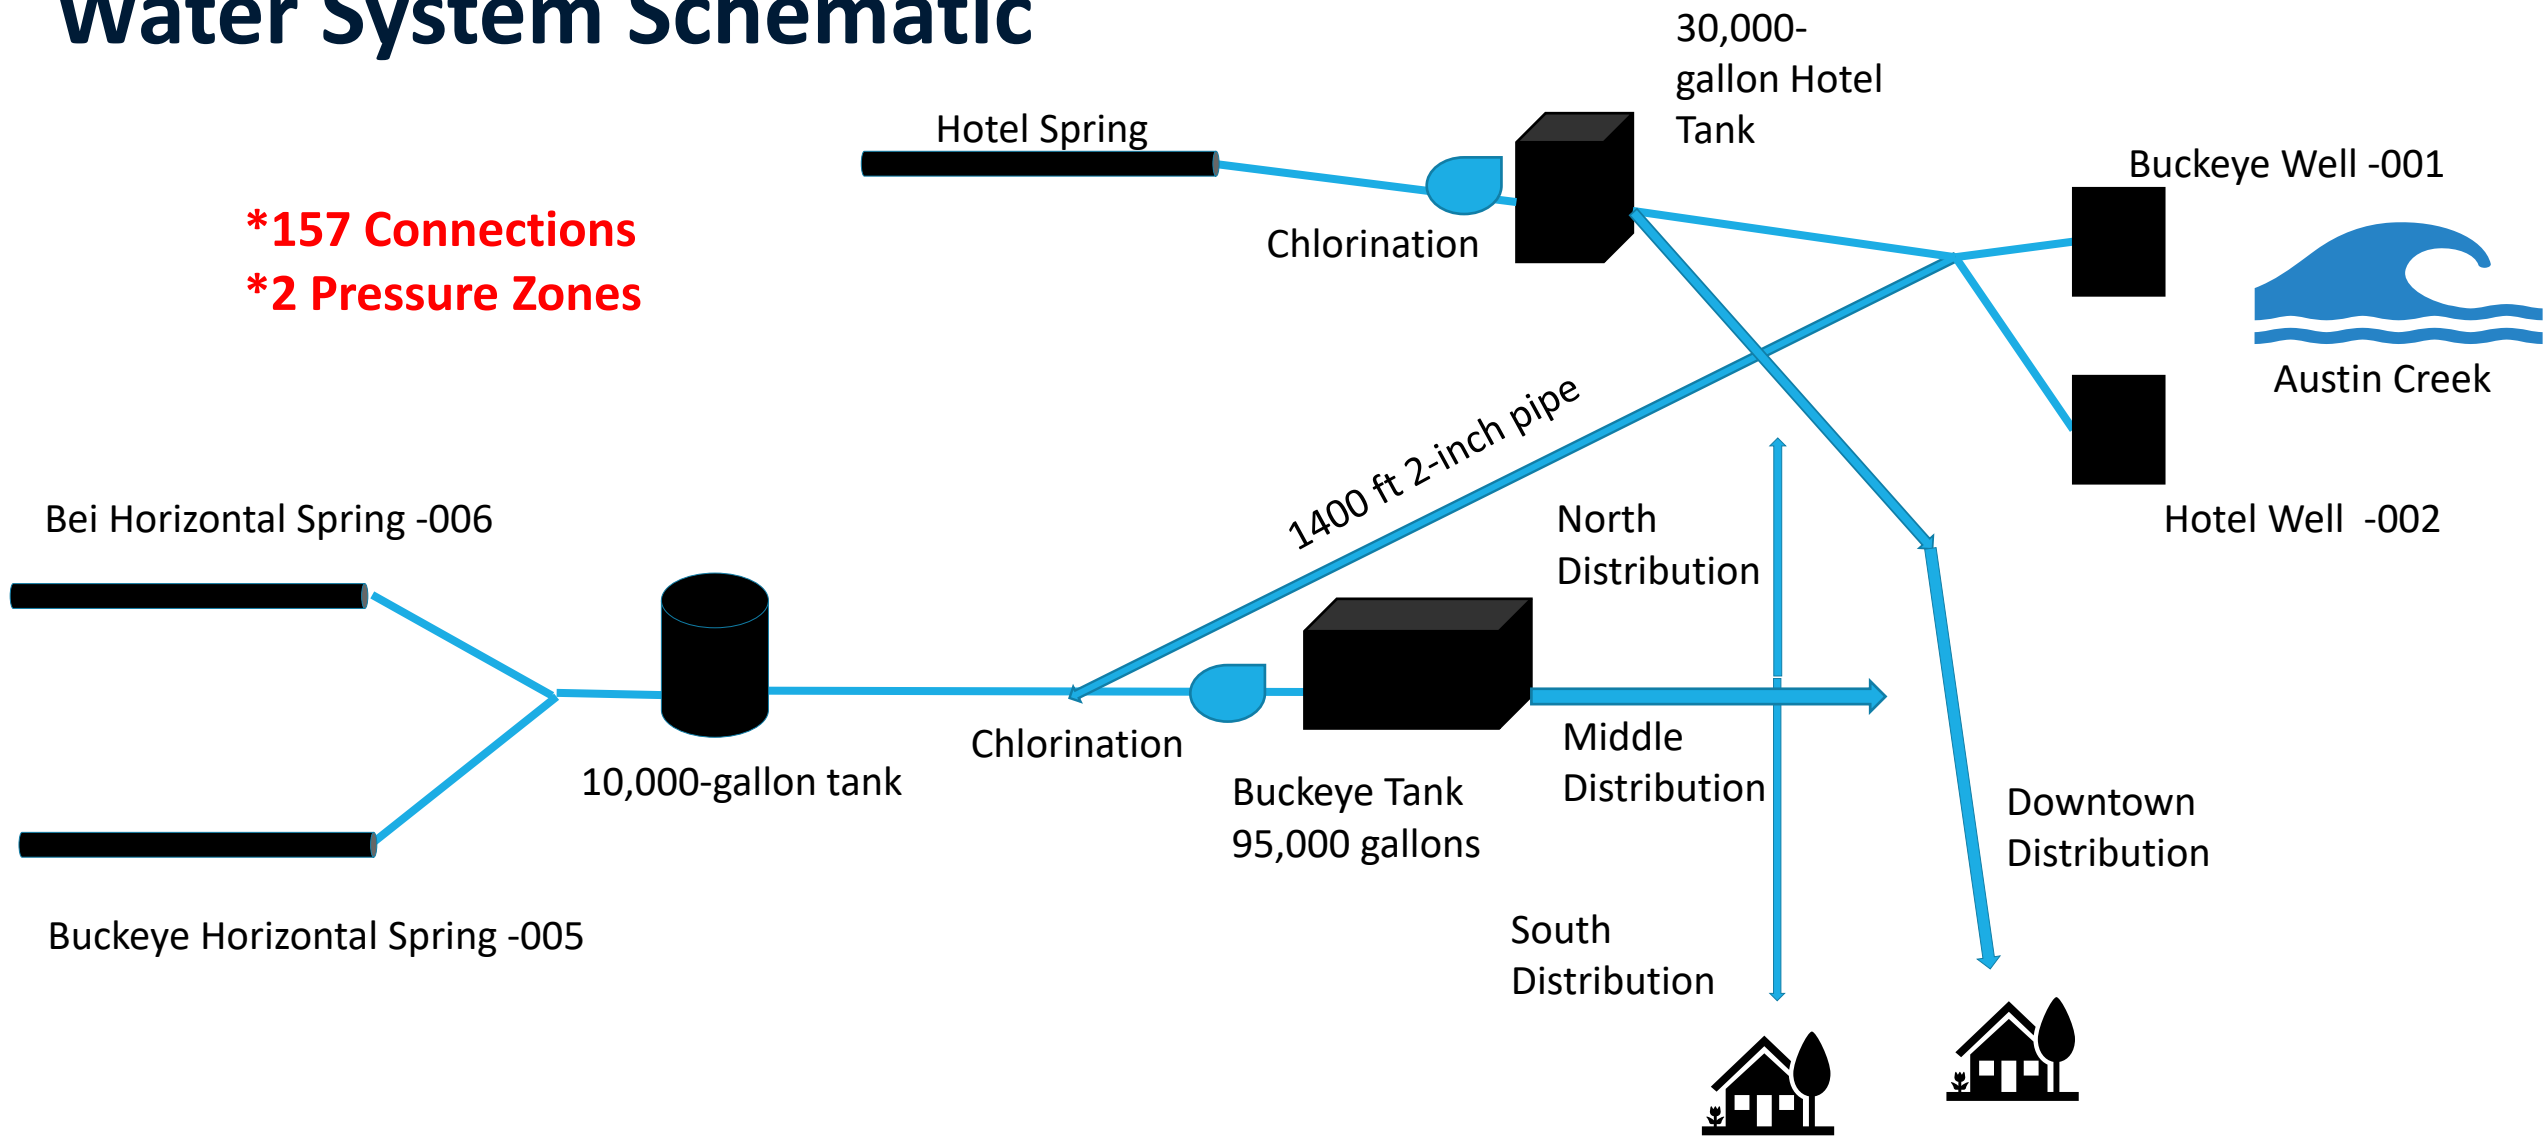 Water System Schematic
30,000-
gallon Hotel
Tank
Hotel Spring
Buckeye Well -001
*157 Connections
*2 Pressure Zones
Chlorination
Austin Creek
1400 ft 2-inch pipe
Bei Horizontal Spring -006
North
Distribution
Hotel Well  -002
Middle
Distribution
Chlorination
10,000-gallon tank
Buckeye Tank
95,000 gallons
Downtown
Distribution
Buckeye Horizontal Spring -005
South
Distribution